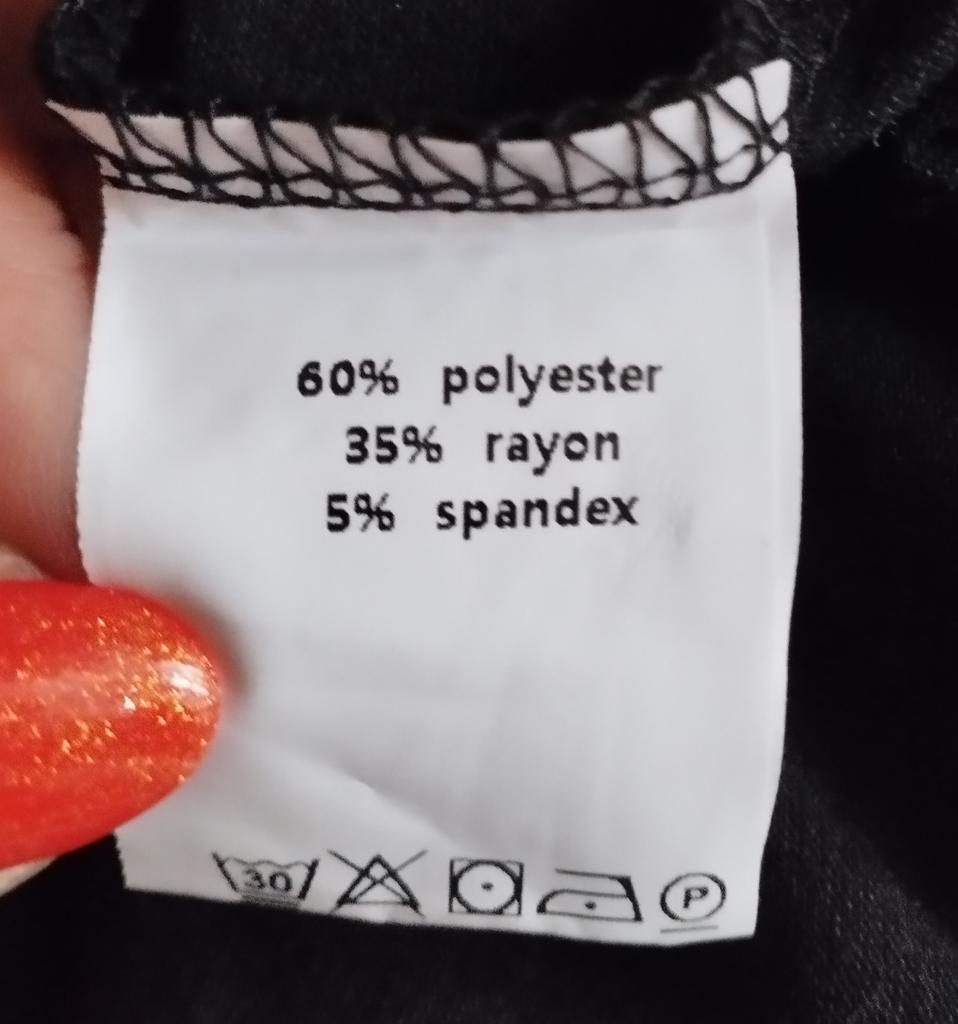 60% polyester
35% rayon
5% spandex
30 P